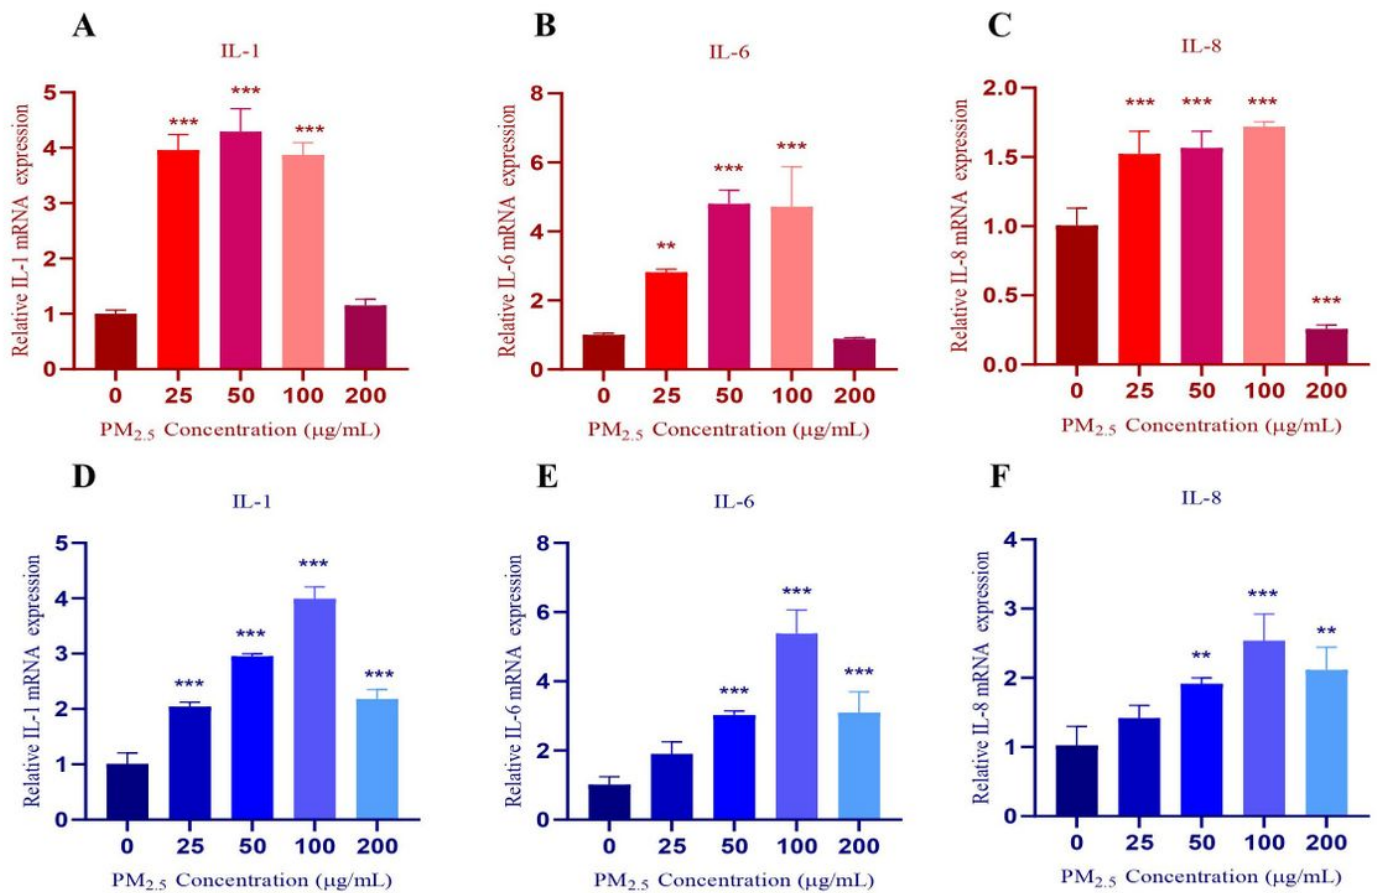 A
IL-1
Relative IL-1 mRNA expression
5
4
3
2
1
0
*** *** ***
0 25 50 100 200
PM2.5 Concentration (μg/mL)
B
IL-6
Relative IL-6 mRNA expression
8
6
4
2
0
** *** ***
0 25 50 100 200
PM2.5 Concentration (μg/mL)
C
IL-8
Relative IL-8 mRNA expression
2.0
1.5
1.0
0.5
0.0
*** *** *** ***
0 25 50 100 200
PM2.5 Concentration (μg/mL)
D
IL-1
Relative IL-1 mRNA expression
5
4
3
2
1
0
*** *** *** ***
0 25 50 100 200
PM2.5 Concentration (μg/mL)
E
IL-6
Relative IL-6 mRNA expression
8
6
4
2
0
*** *** ***
0 25 50 100 200
PM2.5 Concentration (μg/mL)
F
IL-8
Relative IL-8 mRNA expression
4
3
2
1
0
** *** **
0 25 50 100 200
PM2.5 Concentration (μg/mL)